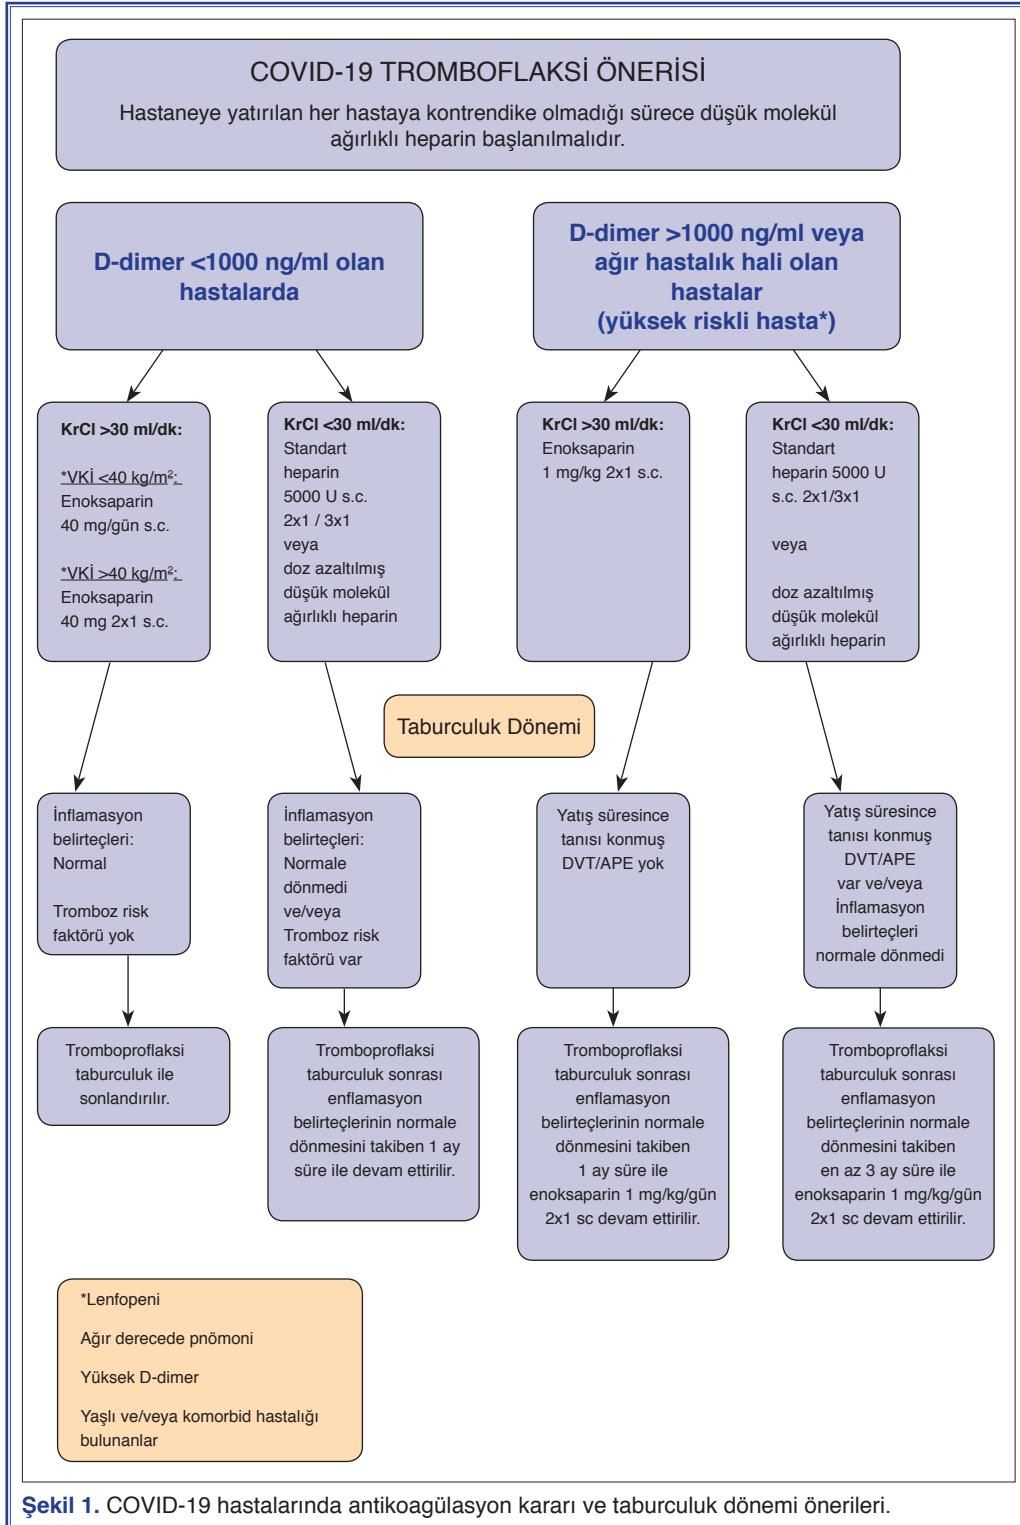 COVID-19 TROMBOFLAKSİ ÖNERİSİ
Hastaneye yatırılan her hastaya kontrendike olmadığı sürece düşük molekül
ağırlıklı heparin başlanılmalıdır.
D-dimer <1000 ng/ml olan
hastalarda
D-dimer >1000 ng/ml veya
ağır hastalık hali olan
hastalar
(yüksek riskli hasta*)
KrCl >30 ml/dk:
*VKİ <40 kg/m²:
Enoksaparin
40 mg/gün s.c.
*VKİ >40 kg/m²:
Enoksaparin
40 mg 2x1 s.c.
KrCl <30 ml/dk:
Standart
heparin
5000 U s.c.
2x1 / 3x1
veya
doz azaltılmış
düşük molekül
ağırlıklı heparin
KrCl >30 ml/dk:
Enoksaparin
1 mg/kg 2x1 s.c.
KrCl <30 ml/dk:
Standart
heparin 5000 U
s.c. 2x1/3x1
veya
doz azaltılmış
düşük molekül
ağırlıklı heparin
Taburculuk Dönemi
İnflamasyon
belirteçleri:
Normal
Tromboz risk
faktörü yok
İnflamasyon
belirteçleri:
Normale
dönmedi
ve/veya
Tromboz risk
faktörü var
Yatış süresince
tanısı konmuş
DVT/APE yok
Yatış süresince
tanısı konmuş
DVT/APE
var ve/veya
İnflamasyon
belirteçleri
normale dönmedi
Tromboproflaksi
taburculuk ile
sonlandırılır.
Tromboproflaksi
taburculuk sonrası
enflamasyon
belirteçlerinin normale
dönmesini takiben 1 ay
süre ile devam ettirilir.
Tromboproflaksi
taburculuk sonrası
enflamasyon
belirteçlerinin normale
dönmesini takiben
1 ay süre ile
enoksaparin 1 mg/kg/gün
2x1 sc devam ettirilir.
Tromboproflaksi
taburculuk sonrası
enflamasyon
belirteçlerinin normale
dönmesini takiben
en az 3 ay süre ile
enoksaparin 1 mg/kg/gün
2x1 sc devam ettirilir.
*Lenfopeni
Ağır derecede pnömoni
Yüksek D-dimer
Yaşlı ve/veya komorbid hastalığı
bulunanlar
Şekil 1. COVID-19 hastalarında antikoagülasyon kararı ve taburculuk dönemi önerileri.